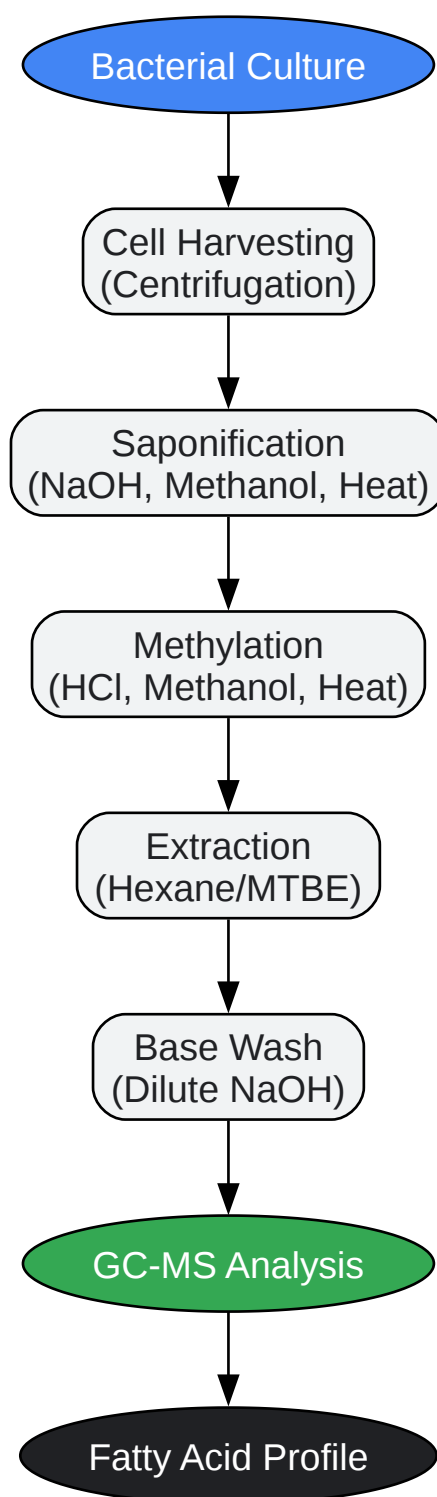 Bacterial Culture
Cell Harvesting
(Centrifugation)
Saponification
(NaOH, Methanol, Heat)
Methylation
(HCl, Methanol, Heat)
Extraction
(Hexane/MTBE)
Base Wash
(Dilute NaOH)
GC-MS Analysis
Fatty Acid Profile